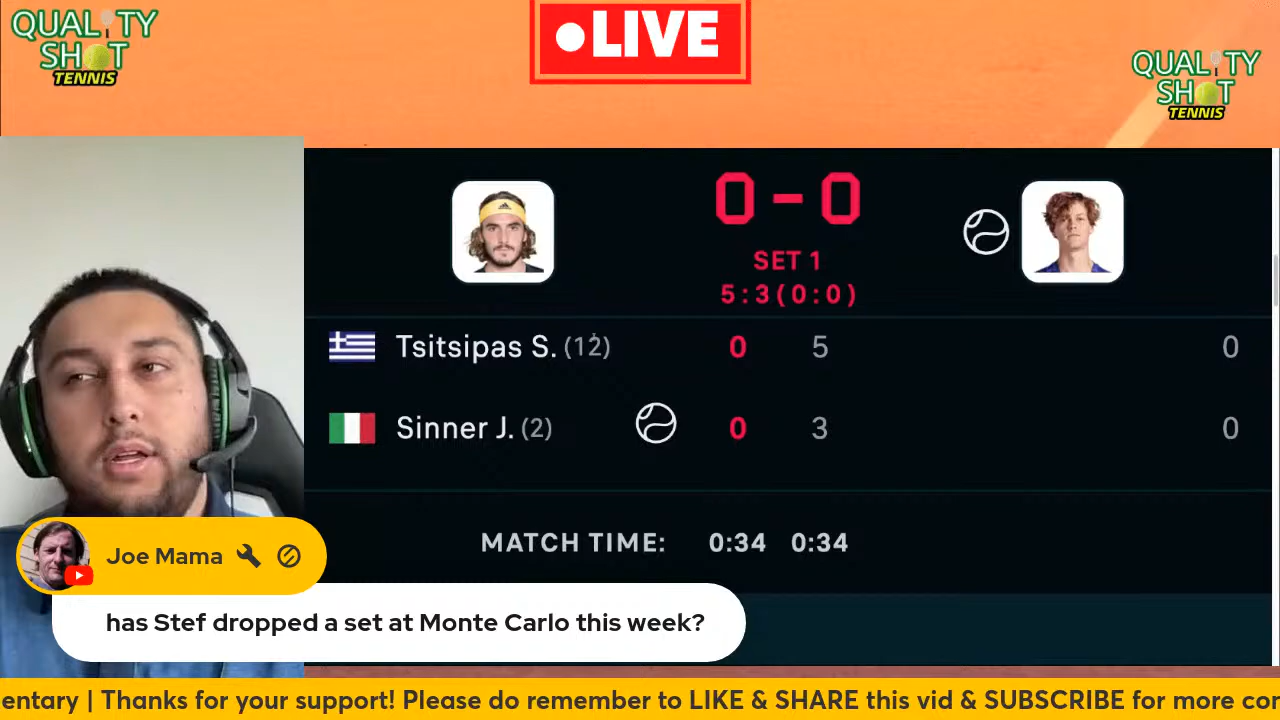 QUALITY
SHOT
TENNIS
LIVE
QUALITY
SHOT
TENNIS
0 - 0
SET 1
5 : 3 ( 0 : 0 )
Tsitsipas S. (12) 0 5 0
Sinner J. (2) 0 3 0
MATCH TIME: 0:34 0:34
Joe Mama
has Stef dropped a set at Monte Carlo this week?
entary | Thanks for your support! Please do remember to LIKE & SHARE this vid & SUBSCRIBE for more con